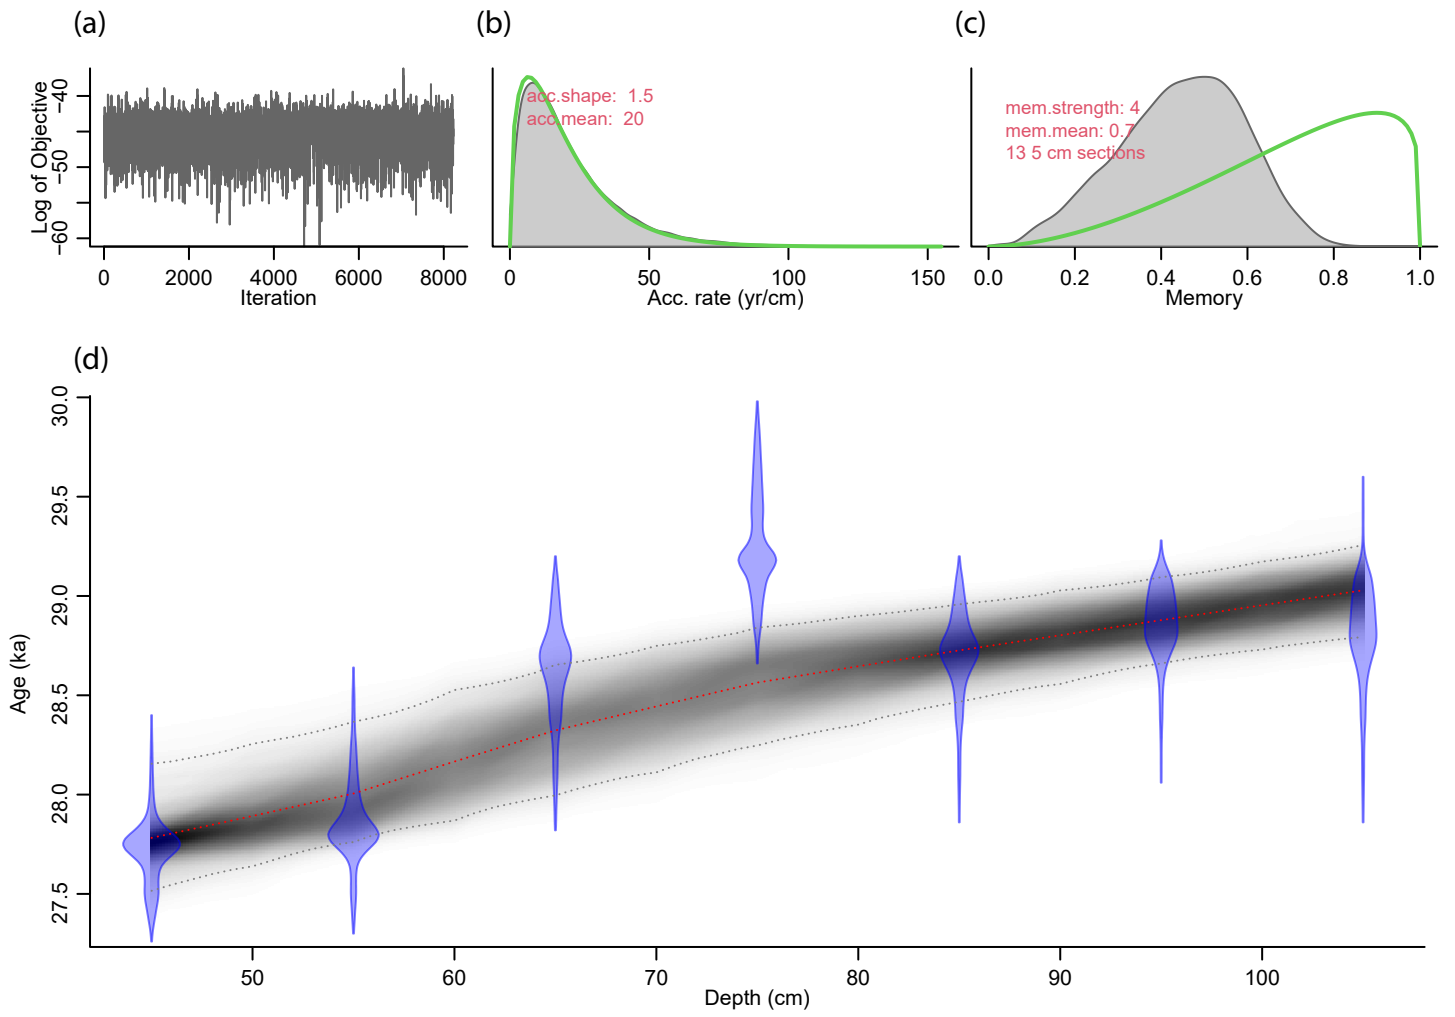 (a)
Log of Objective
−40
−50
−60
0 2000 4000 6000 8000
Iteration
(b)
acc.shape: 1.5
acc.mean: 20
0 50 100 150
Acc. rate (yr/cm)
(c)
mem.strength: 4
mem.mean: 0.7
13 5 cm sections
0.0 0.2 0.4 0.6 0.8 1.0
Memory
(d)
Age (ka)
30.0
29.5
29.0
28.5
28.0
27.5
50 60 70 80 90 100
Depth (cm)